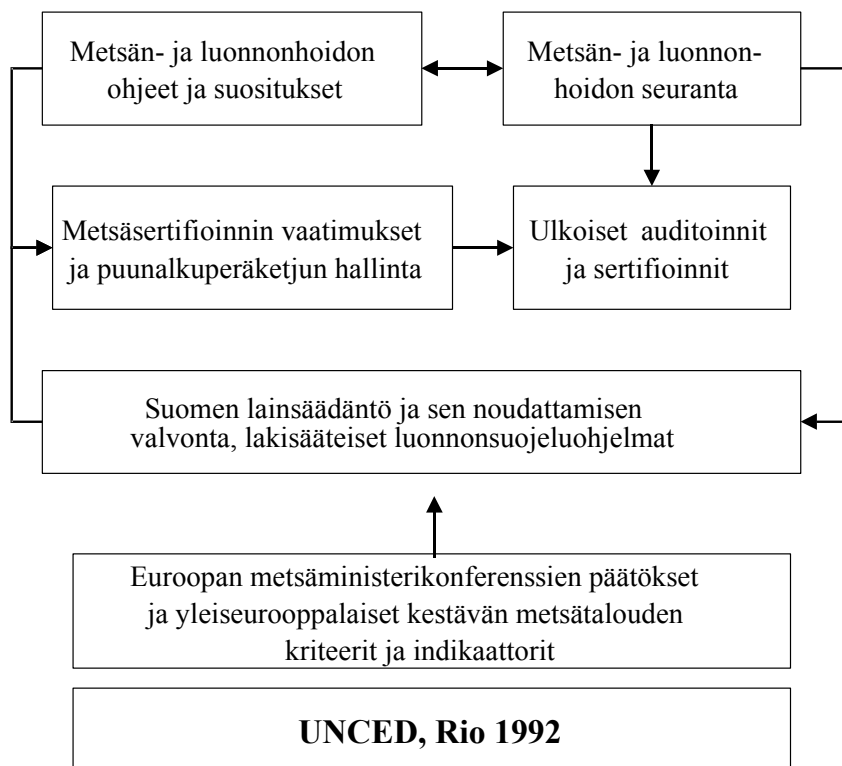 Metsän- ja luonnonhoidon
ohjeet ja suositukset
Metsän- ja luonnon-
hoidon seuranta
Metsäsertifioinnin vaatimukset
ja puunalkuperäketjun hallinta
Ulkoiset auditoinnit
ja sertifioinnit
Suomen lainsäädäntö ja sen noudattamisen
valvonta, lakisääteiset luonnonsuojeluohjelmat
Euroopan metsäministerikonferenssien päätökset
ja yleiseurooppalaiset kestävän metsätalouden
kriteerit ja indikaattorit
UNCED, Rio 1992